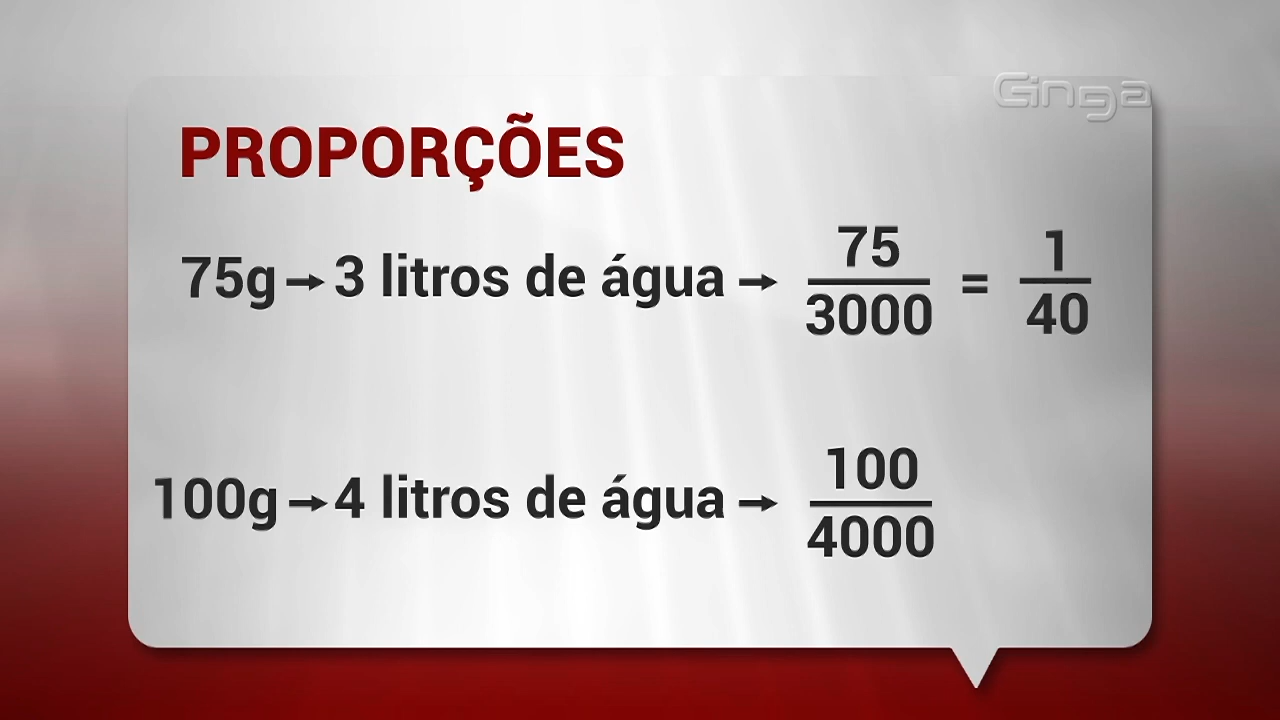 Ginga
PROPORÇÕES
75g → 3 litros de água → 75/3000 = 1/40
100g → 4 litros de água → 100/4000